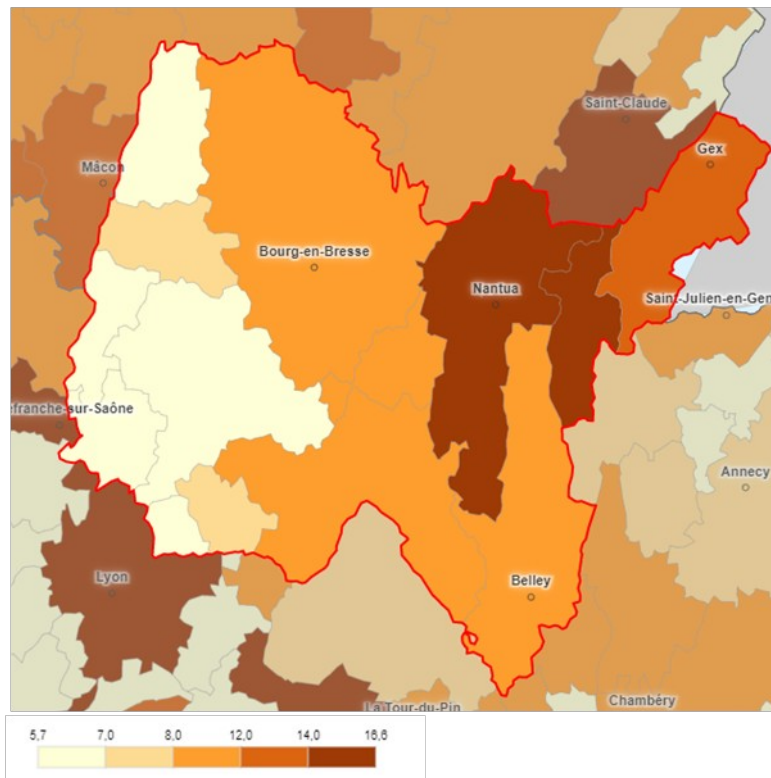 Saint-Claude
Gex
Mâcon
Bourg-en-Bresse
Nantua
Saint-Julien-en-Gen
efranche-sur-Saône
Annecy
Lyon
Belley
Chambéry
La Tour-du-Pin
5,7 7,0 8,0 12,0 14,0 16,6